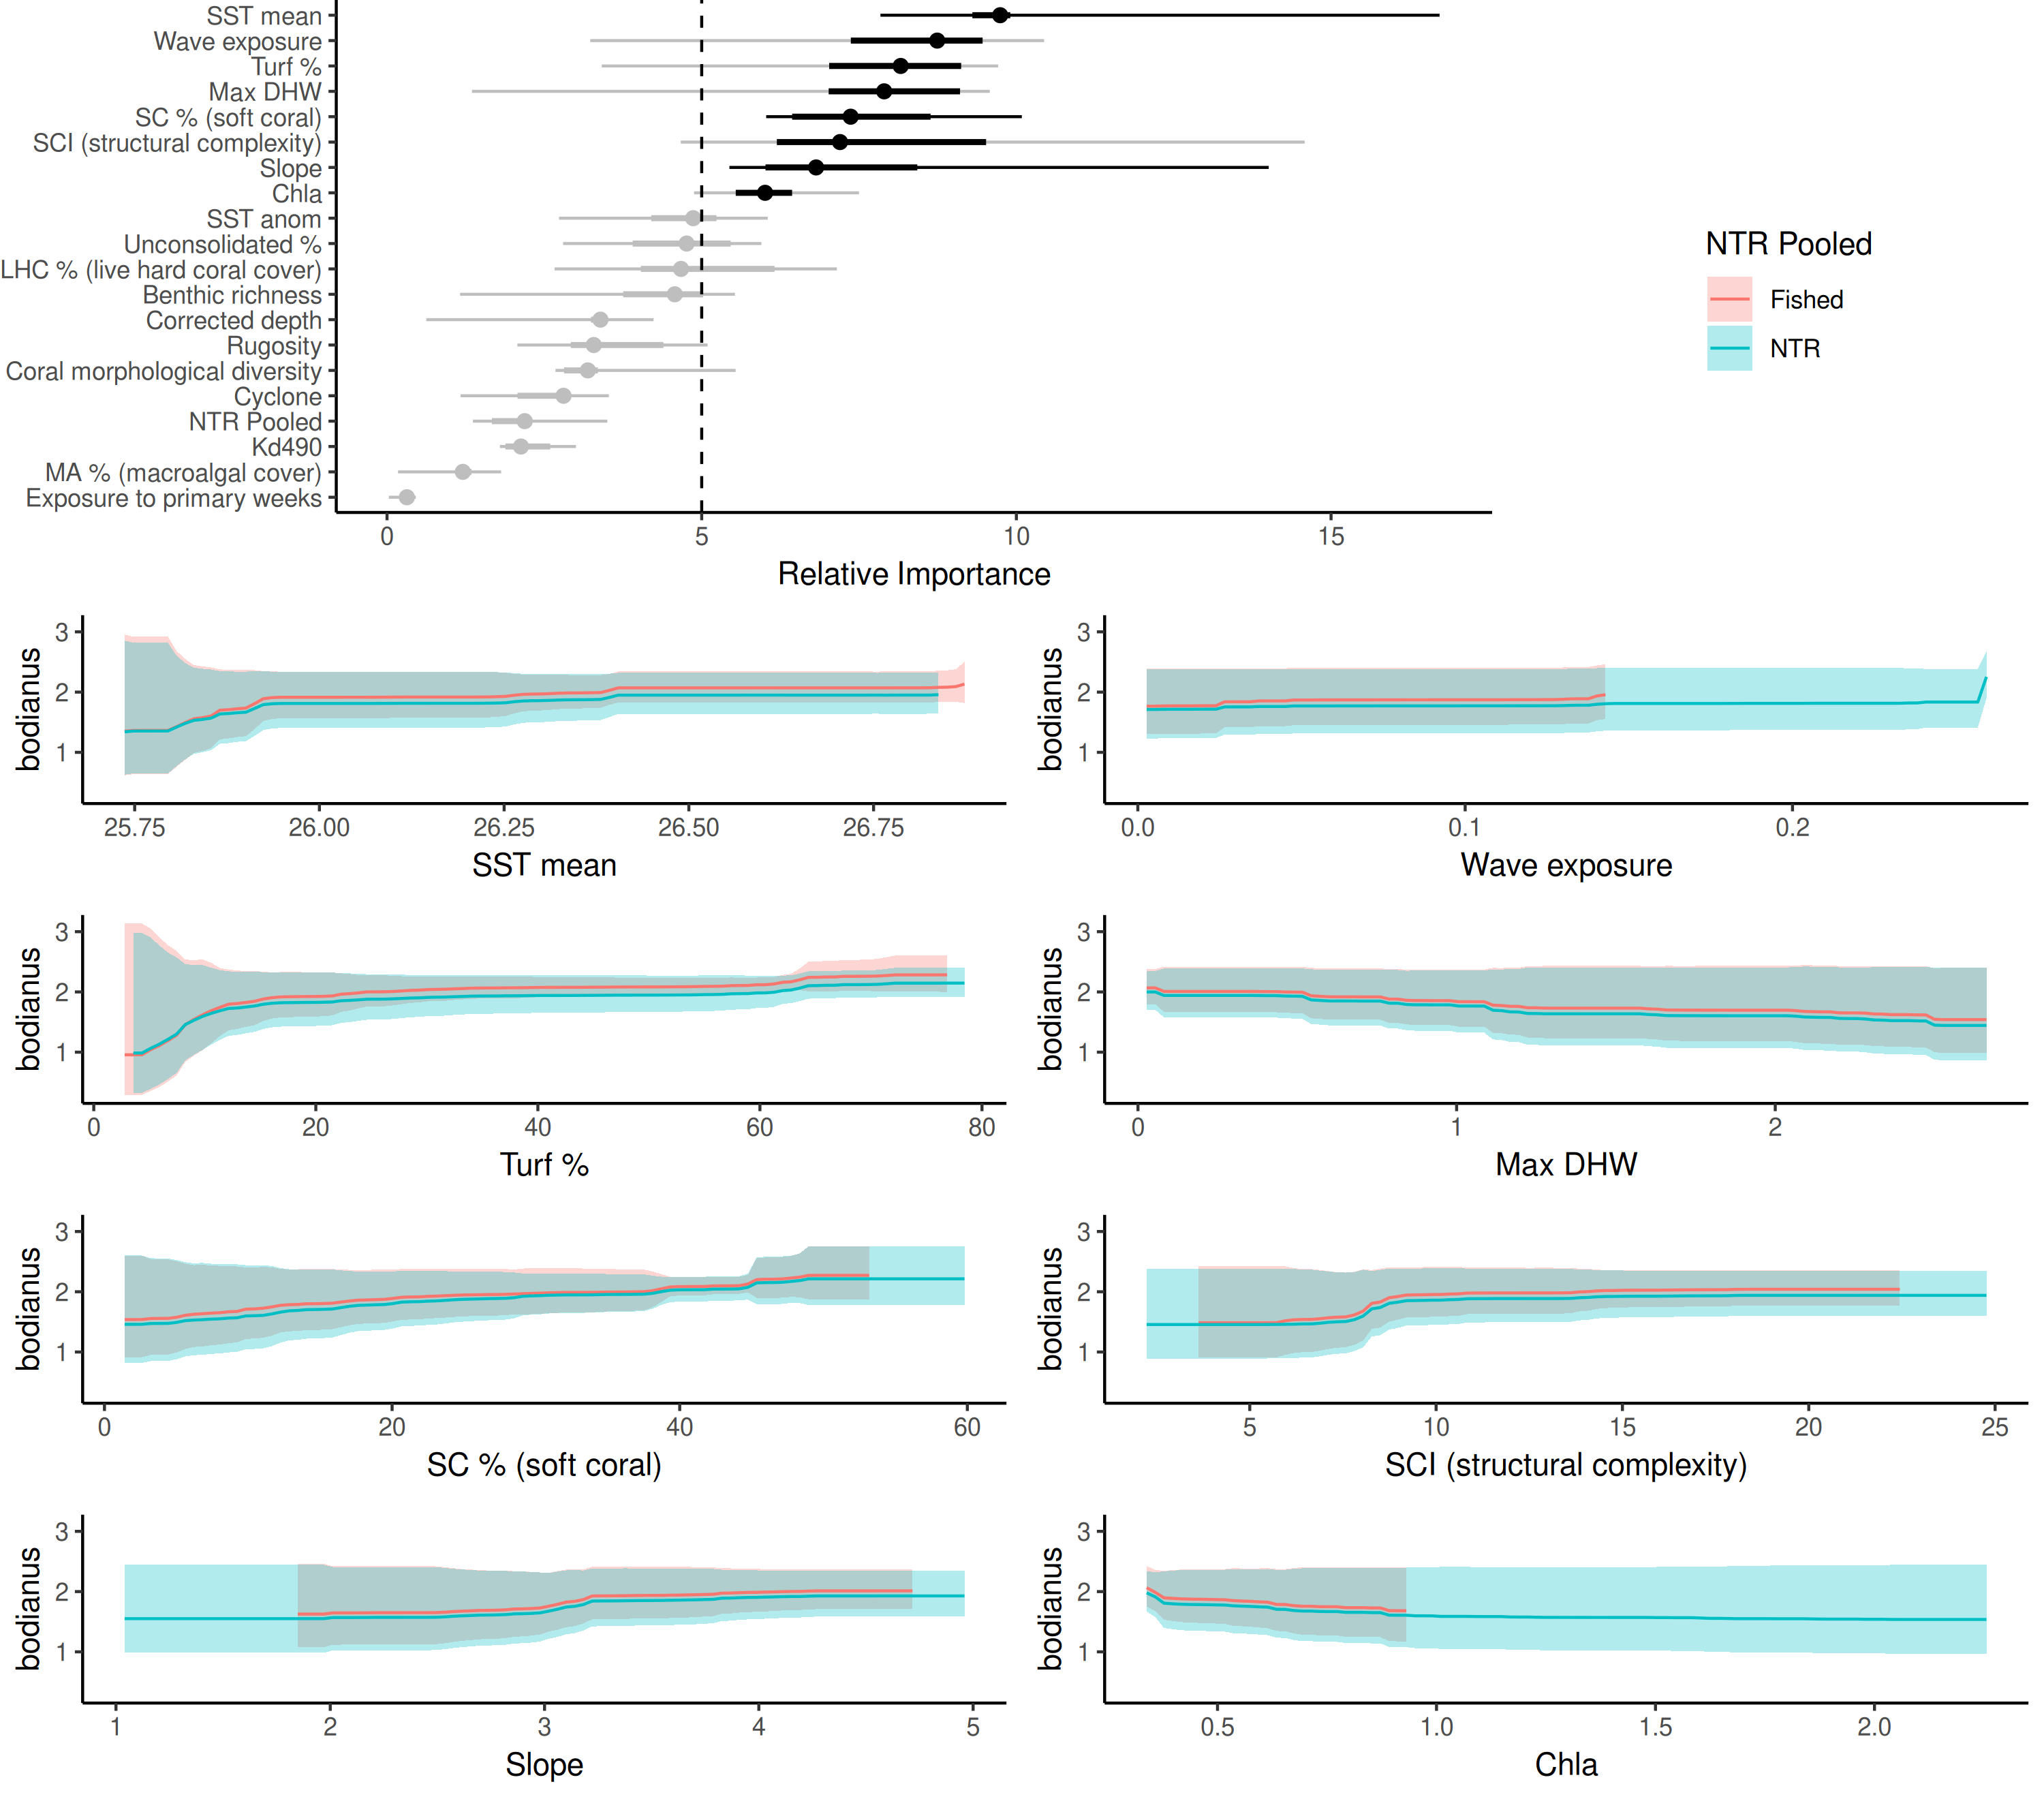 SST mean
Wave exposure
Turf %
Max DHW
SC % (soft coral)
SCI (structural complexity)
Slope
Chla
SST anom
Unconsolidated %
LHC % (live hard coral cover)
Benthic richness
Corrected depth
Rugosity
Coral morphological diversity
Cyclone
NTR Pooled
Kd490
MA % (macroalgal cover)
Exposure to primary weeks
0 5 10 15
Relative Importance
NTR Pooled
Fished
NTR
bodianus
3
2
1
25.75 26.00 26.25 26.50 26.75
SST mean
bodianus
3
2
1
0.0 0.1 0.2
Wave exposure
bodianus
3
2
1
0 20 40 60 80
Turf %
bodianus
3
2
1
0 1 2
Max DHW
bodianus
3
2
1
0 20 40 60
SC % (soft coral)
bodianus
3
2
1
5 10 15 20 25
SCI (structural complexity)
bodianus
3
2
1
1 2 3 4 5
Slope
bodianus
3
2
1
0.5 1.0 1.5 2.0
Chla